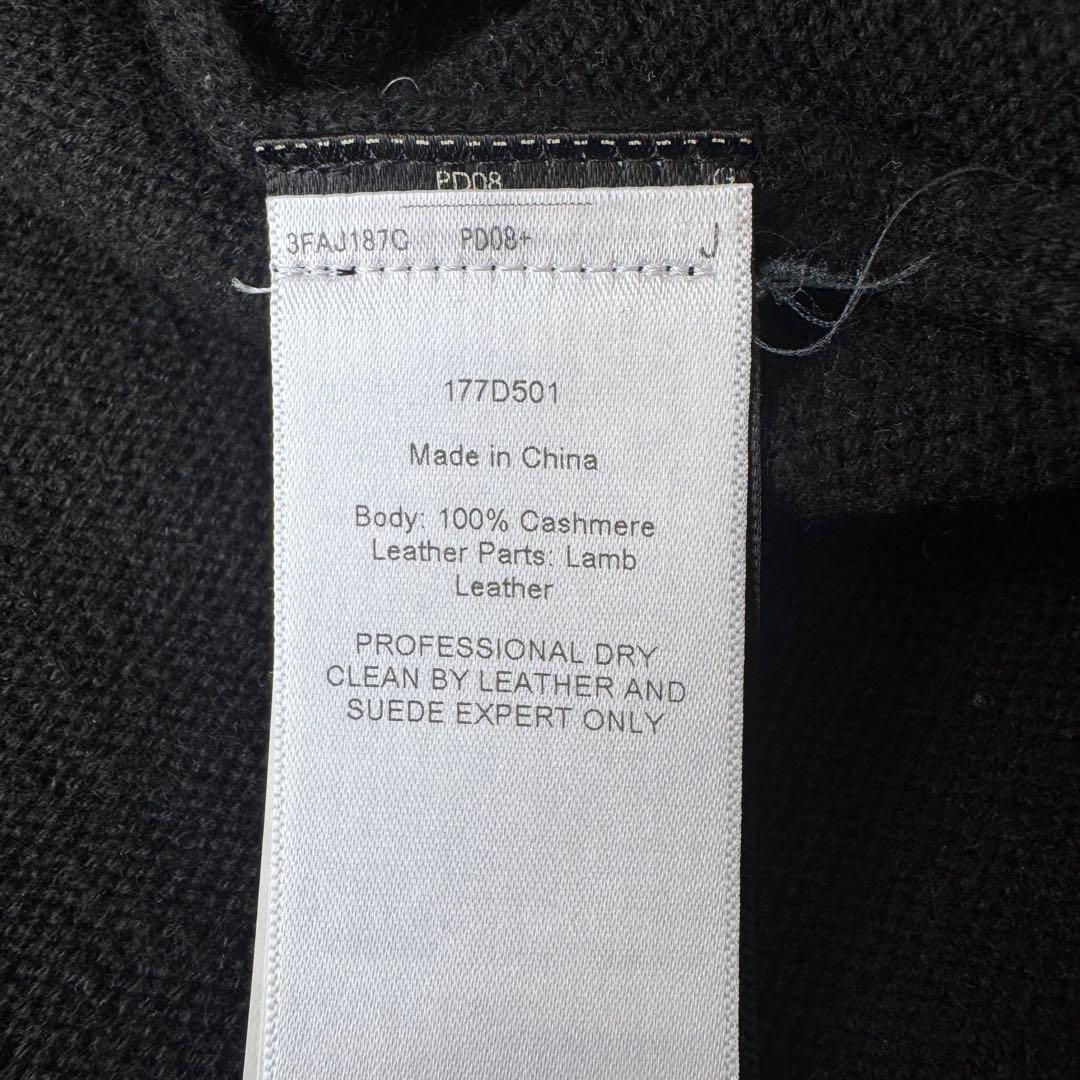 PD08 G
3FAJ187C PD08+ J
177D501
Made in China
Body: 100% Cashmere
Leather Parts: Lamb
Leather
PROFESSIONAL DRY
CLEAN BY LEATHER AND
SUEDE EXPERT ONLY